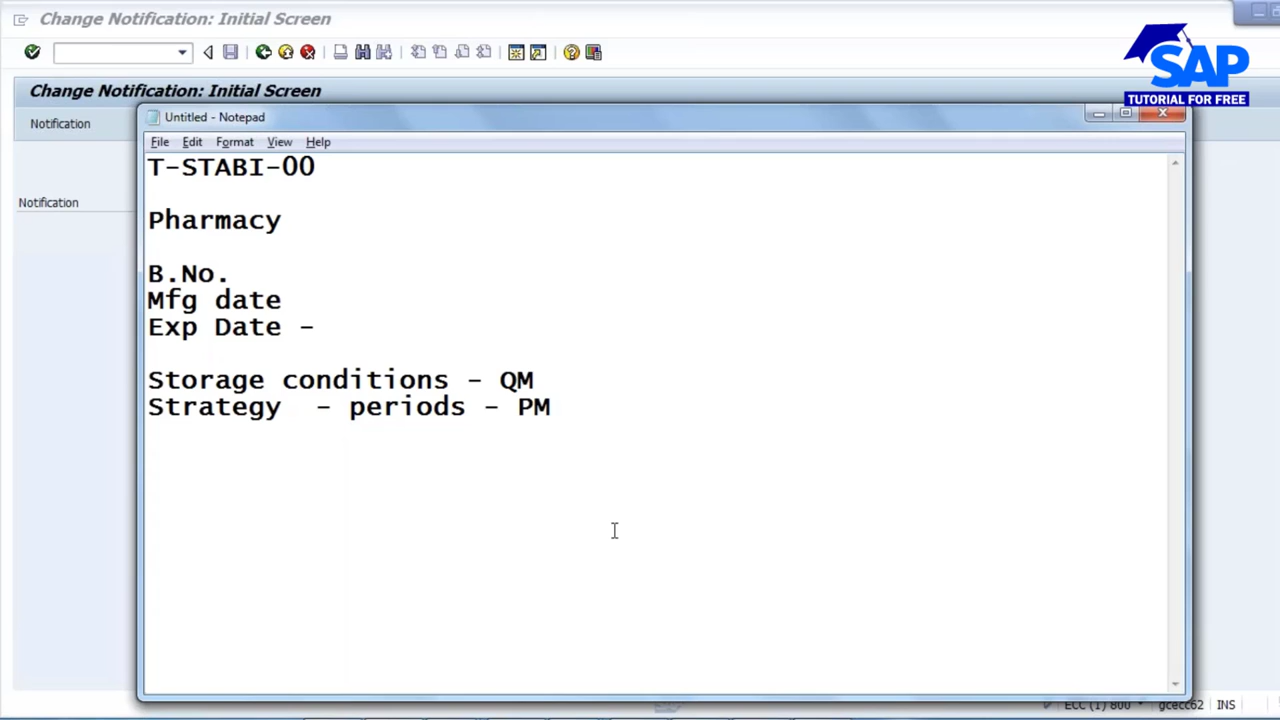 Change Notification: Initial Screen
SAP
TUTORIAL FOR FREE
Change Notification: Initial Screen
Notification
Untitled - Notepad
File Edit Format View Help
T-STABI-00
Notification
Pharmacy
B.No.
Mfg date
Exp Date -
Storage conditions - QM
Strategy - periods - PM
ECC (1) 800 gcecc62 INS